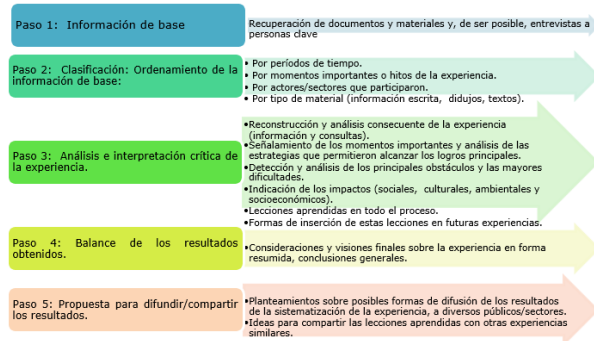 Paso 1:  Información de base
Recuperación de documentos y materiales y, de ser posible, entrevistas a
personas clave
Paso 2:  Clasificación: Ordenamiento de la
información de base:
• Por períodos de tiempo.
• Por momentos importantes o hitos de la experiencia.
• Por actores/sectores que participaron.
• Por tipo de material (información escrita,  didujos, textos).
Paso 3:  Análisis e interpretación crítica de
la experiencia.
•Reconstrucción y análisis consecuente de la experiencia
(información y consultas).
•Señalamiento de los momentos importantes y análisis de las
estrategias que permitieron alcanzar los logros principales.
•Detección y análisis de los principales obstáculos y las mayores
dificultades.
•Indicación de los impactos (sociales,  culturales, ambientales y
socioeconómicos).
•Lecciones aprendidas en todo el proceso.
•Formas de inserción de estas lecciones en futuras experiencias.
Paso 4: Balance de los resultados
obtenidos.
•Consideraciones y visiones finales sobre la experiencia en forma
resumida, conclusiones generales.
Paso 5: Propuesta para difundir/compartir
los resultados.
•Planteamientos sobre posibles formas de difusión de los resultados
de la sistematización de la experiencia, a diversos públicos/sectores.
•Ideas para compartir las lecciones aprendidas con otras experiencias
similares.